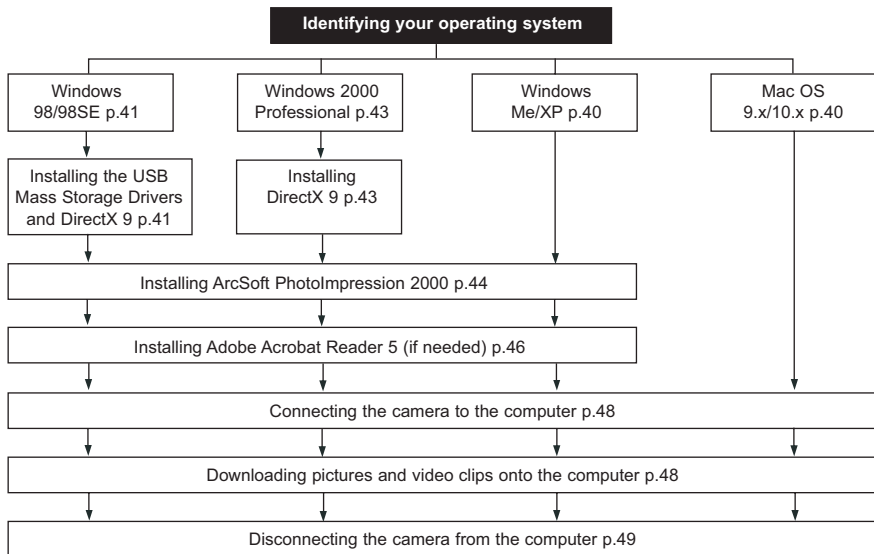 Identifying your operating system
Windows
98/98SE p.41
Windows 2000
Professional p.43
Windows
Me/XP p.40
Mac OS
9.x/10.x p.40
Installing the USB
Mass Storage Drivers
and DirectX 9 p.41
Installing
DirectX 9 p.43
Installing ArcSoft PhotoImpression 2000 p.44
Installing Adobe Acrobat Reader 5 (if needed) p.46
Connecting the camera to the computer p.48
Downloading pictures and video clips onto the computer p.48
Disconnecting the camera from the computer p.49